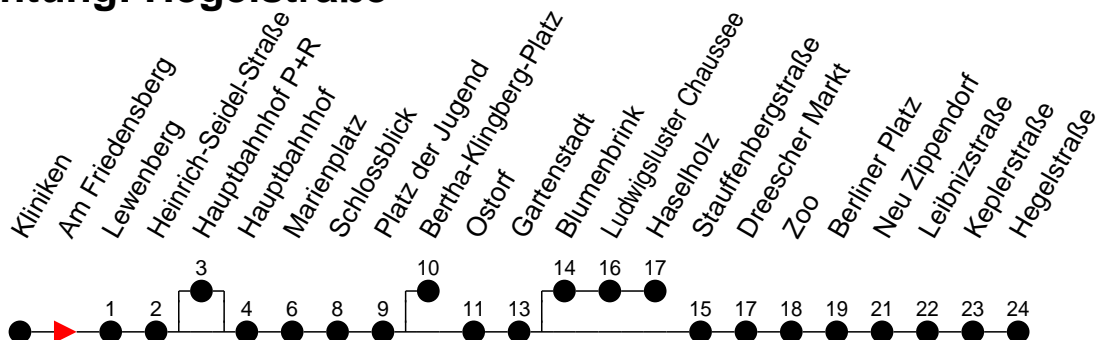 ntung: Hegelstraße
Kliniken
Am Friedensberg
Lewenberg
Heinrich-Seidel-Straße
Hauptbahnhof P+R
Hauptbahnhof
Marienplatz
Schlossblick
Platz der Jugend
Bertha-Klingberg-Platz
Ostorf
Gartenstadt
Blumenbrink
Ludwigsluster Chaussee
Haselholz
Stauffenbergstraße
Dreescher Markt
Zoo
Berliner Platz
Neu Zippendorf
Leibnizstraße
Keplerstraße
Hegelstraße
3 10 14 16 17
1 2 4 6 8 9 11 13 15 17 18 19 21 22 23 24